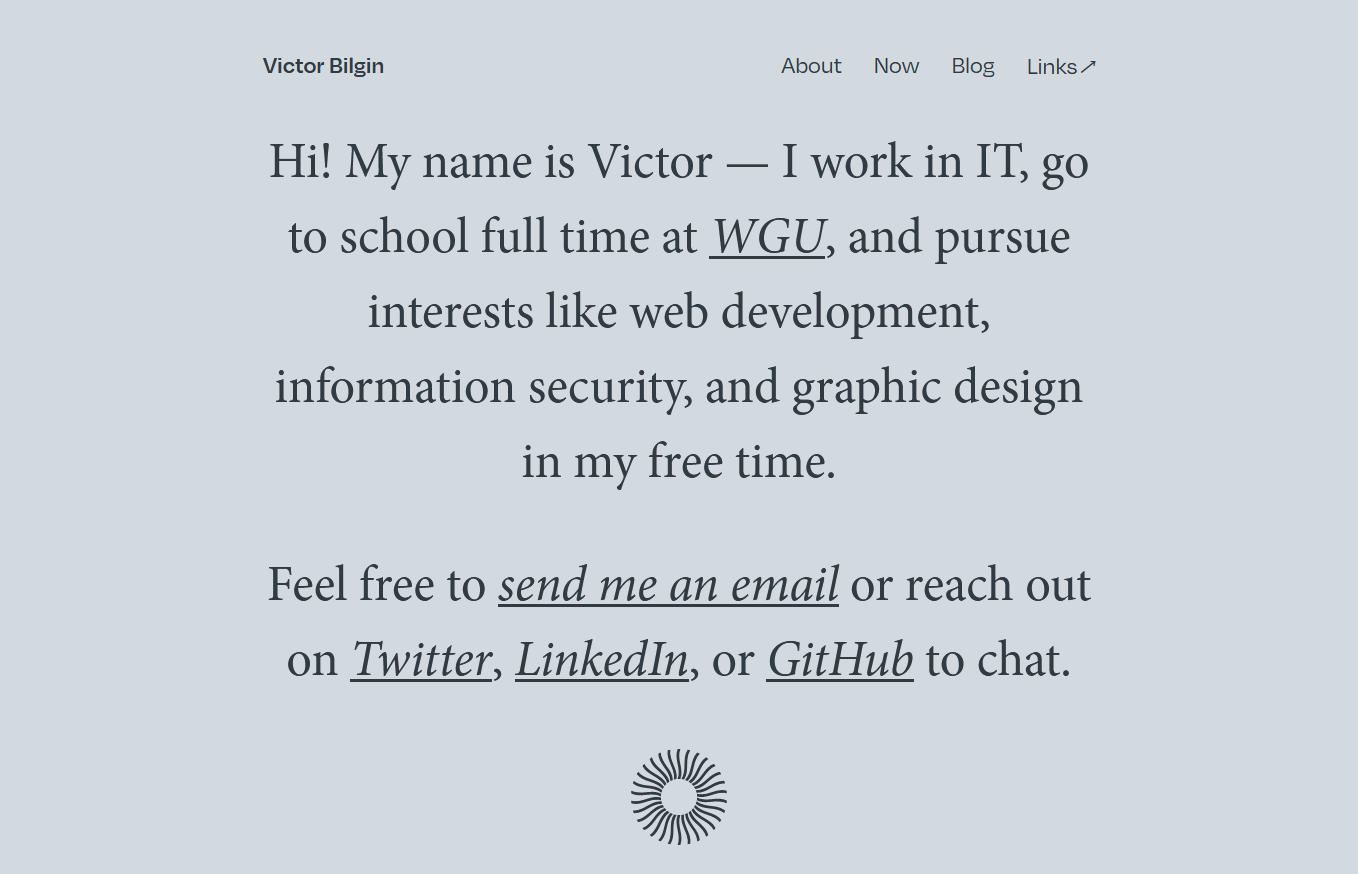 Victor Bilgin
About Now Blog Links↗
Hi! My name is Victor — I work in IT, go
to school full time at WGU, and pursue
interests like web development,
information security, and graphic design
in my free time.
Feel free to send me an email or reach out
on Twitter, LinkedIn, or GitHub to chat.